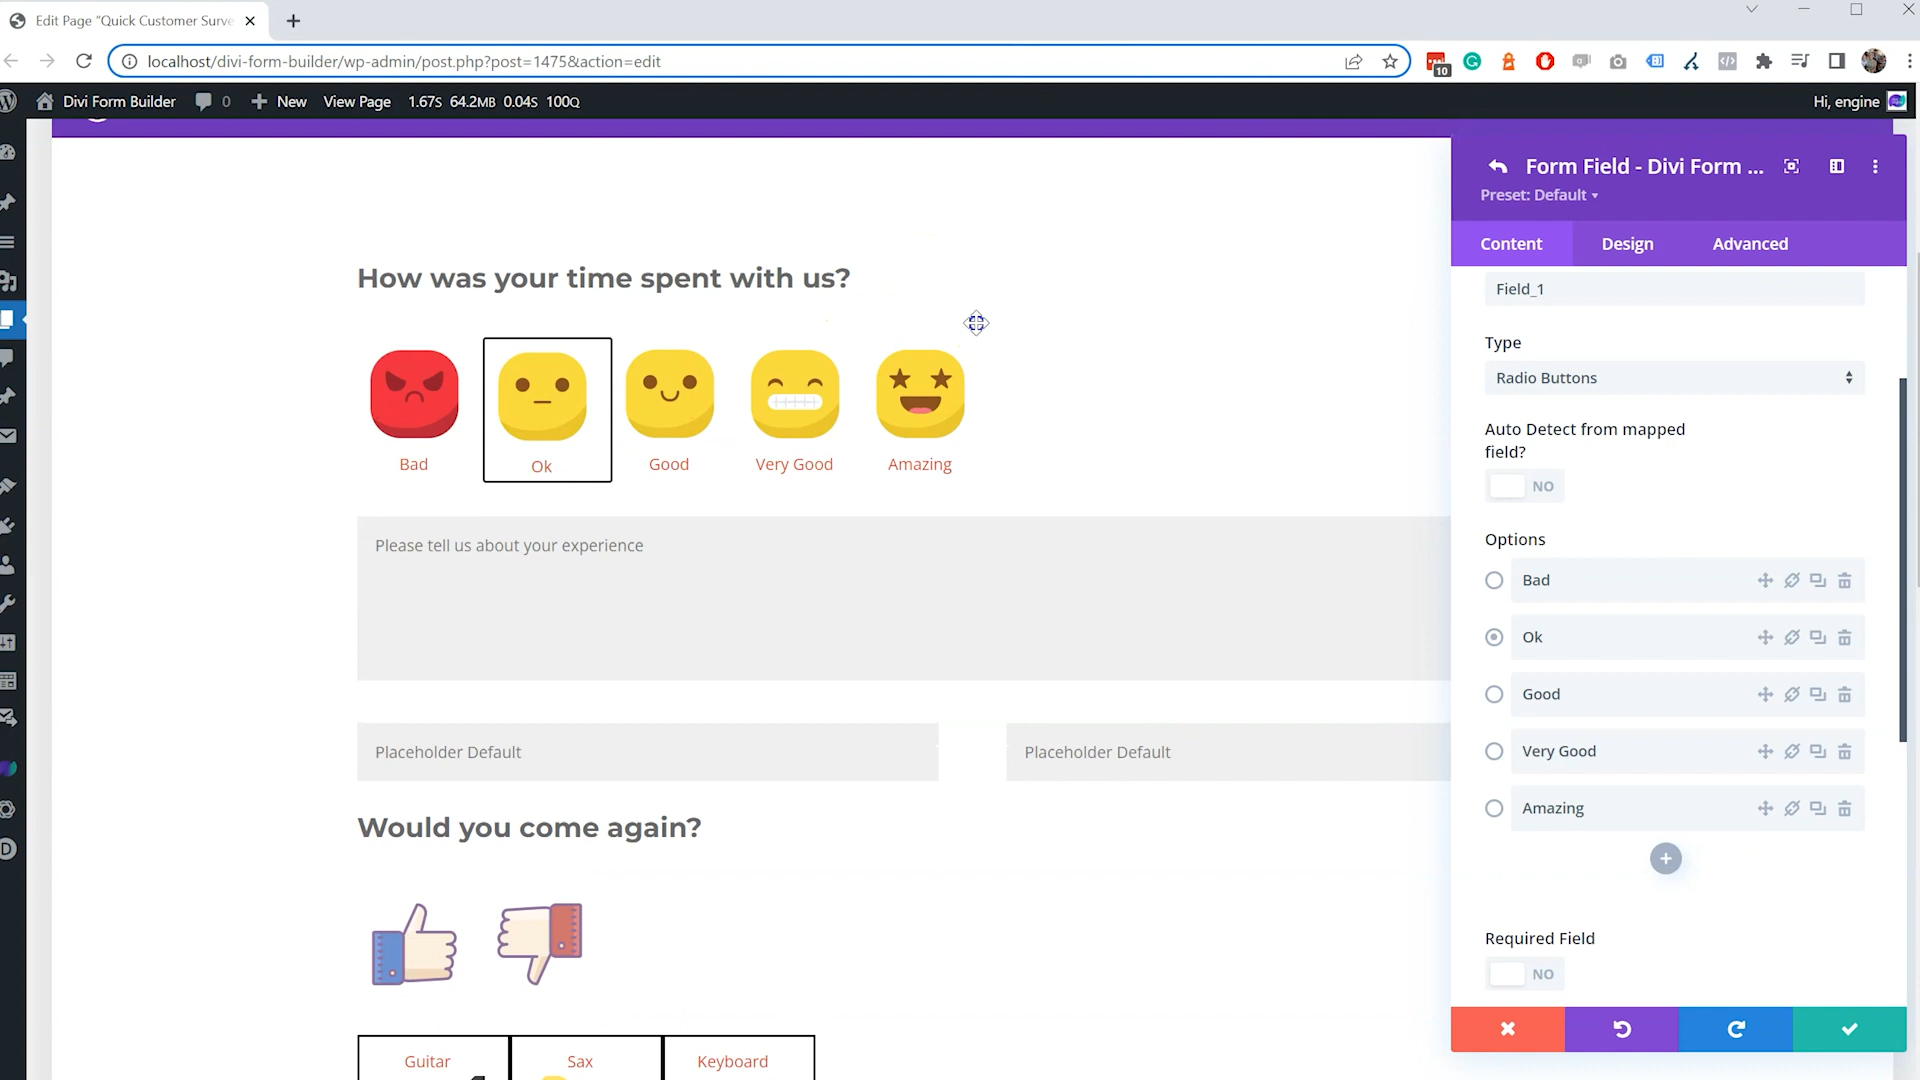 Edit Page "Quick Customer Surve
localhost/divi-form-builder/wp-admin/post.php?post=1475&action=edit
10
Divi Form Builder 0 New View Page 1.67S 64.2MB 0.04S 100Q
Hi, engine
Form Field - Divi Form ...
Preset: Default
Content Design Advanced
Field_1
Type
Radio Buttons
Auto Detect from mapped
field?
NO
Options
Bad
Ok
Good
Very Good
Amazing
Required Field
NO
How was your time spent with us?
Bad Ok Good Very Good Amazing
Please tell us about your experience
Placeholder Default Placeholder Default
Would you come again?
Guitar Sax Keyboard